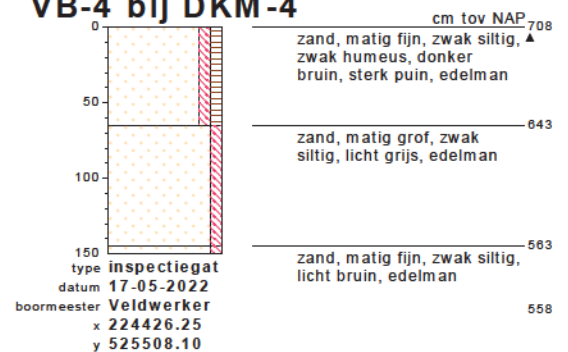 VB-4 bij DKM-4
cm tov NAP
0
708
zand, matig fijn, zwak siltig,
zwak humeus, donker
bruin, sterk puin, edelman
50
643
zand, matig grof, zwak
siltig, licht grijs, edelman
100
150
563
zand, matig fijn, zwak siltig,
licht bruin, edelman
558
type inspectiegat
datum 17-05-2022
boormeester Veldwerker
x 224426.25
y 525508.10